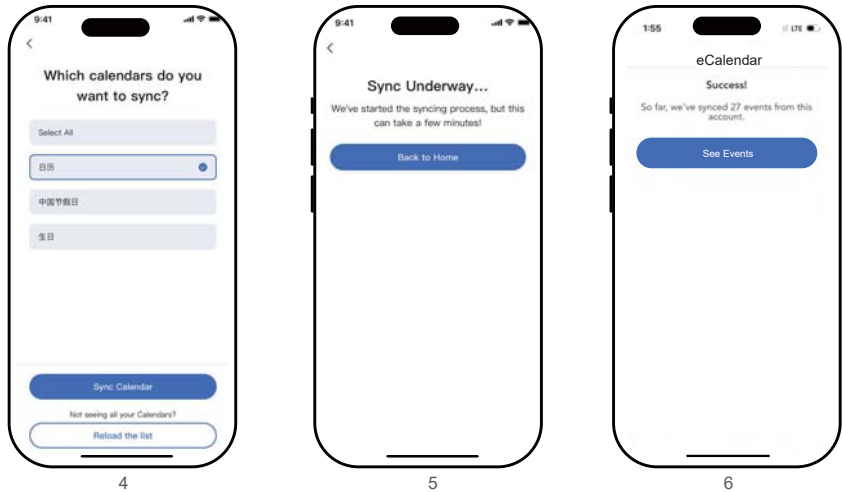 9:41
Which calendars do you
want to sync?
Select All
日历
中国节假日
生日
Sync Calendar
Not seeing all your Calendars?
Reload the list
4
9:41
Sync Underway...
We've started the syncing process, but this
can take a few minutes!
Back to Home
5
1:55
LTE
eCalendar
Success!
So far, we've synced 27 events from this
account.
See Events
6